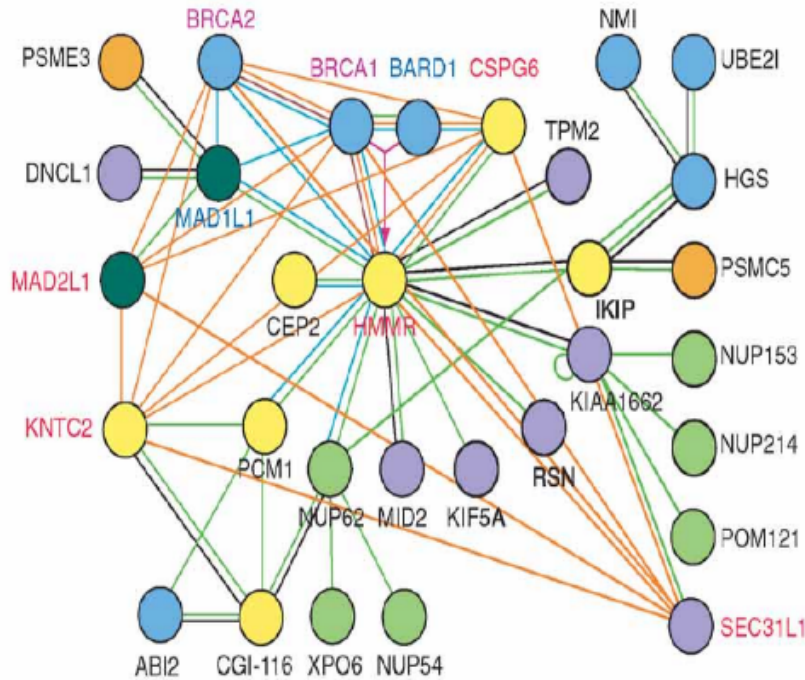 BRCA2
NMI
PSME3
BRCA1
BARD1
CSPG6
UBE2I
TPM2
DNCL1
HGS
MAD1L1
MAD2L1
PSMC5
CEP2
HMMR
IKIP
NUP153
KIAA1662
KNTC2
NUP214
PCM1
RSN
NUP62
MID2
KIF5A
POM121
SEC31L1
ABI2
CGI-116
XPO6
NUP54